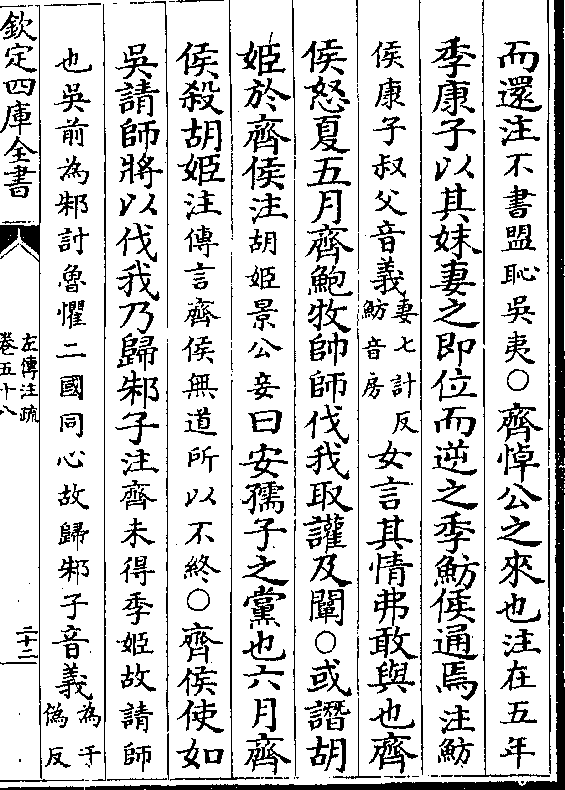 而還注不書盟恥吳夷○齊悼公之來也注在五年
季康子以其妹妻之即位而逆之季魴侯通焉注魴
侯康子叔父音義妻七計反魴音房女言其情弗敢與也齊
侯怒夏五月齊鮑牧帥師伐我取讙及闡○或譖胡
姬於齊侯注胡姬景公妾曰安孺子之黨也六月齊
侯殺胡姬注傳言齊侯無道所以不終○齊侯使如
吳請師將以伐我乃歸邾子注齊未得季姬故請師
也吳前為邾討魯懼二國同心故歸邾子音義為于偽反
欽定四庫全書
左傳注疏
卷五十八
二十二